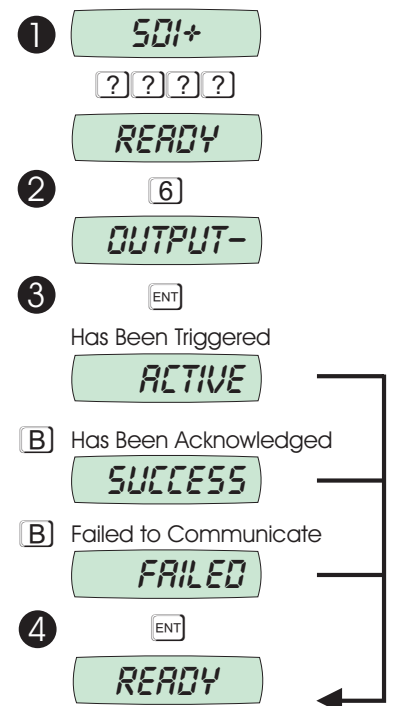 1 SDI+
? ? ? ?
READY
2 6
OUTPUT-
3 ENT
Has Been Triggered
ACTIVE
B Has Been Acknowledged
SUCCESS
B Failed to Communicate
FAILED
4 ENT
READY